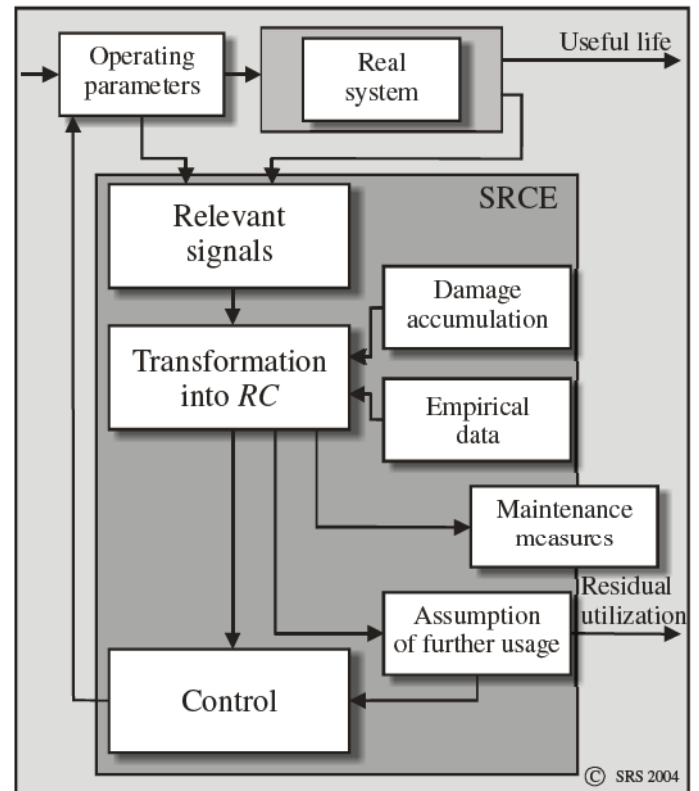 Operating
parameters
Real
system
Useful life
SRCE
Relevant
signals
Damage
accumulation
Transformation
into RC
Empirical
data
Maintenance
measures
Residual
utilization
Assumption
of further usage
Control
© SRS 2004